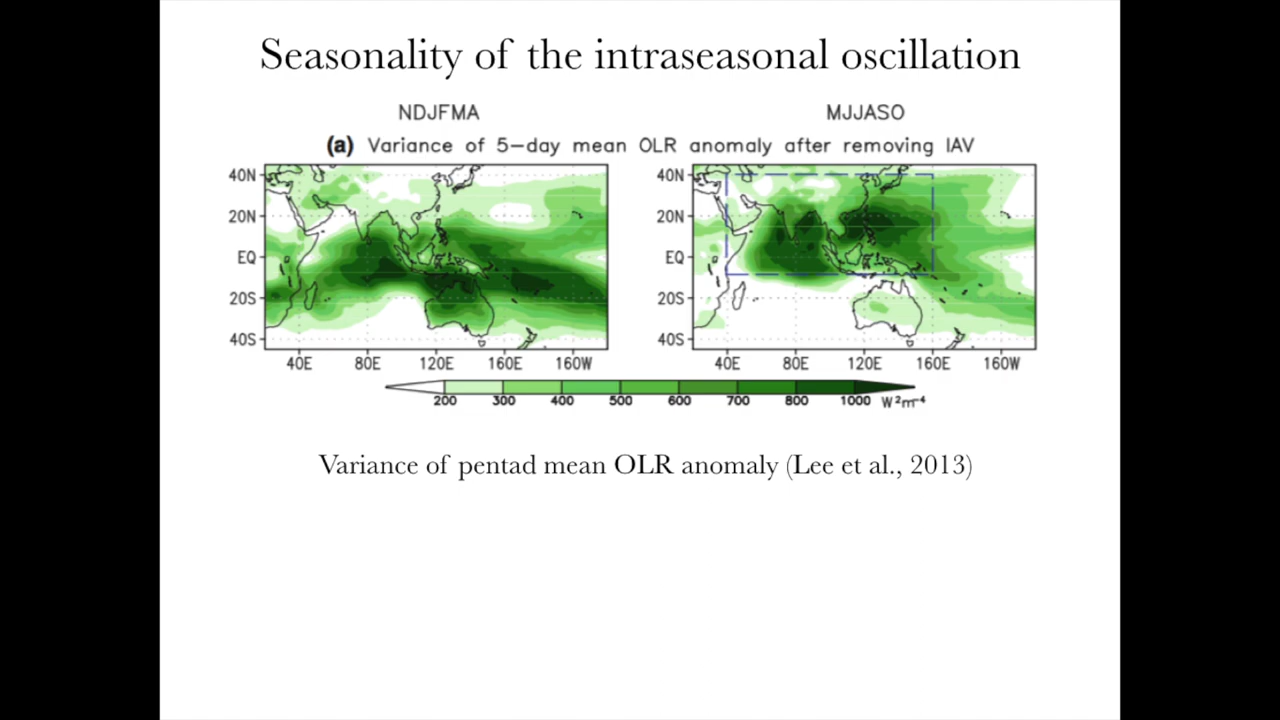 Seasonality of the intraseasonal oscillation
NDJFMA MJJASO
(a) Variance of 5-day mean OLR anomaly after removing IAV
40N 40N
20N 20N
EQ EQ
20S 20S
40S 40S
40E 80E 120E 160E 160W 40E 80E 120E 160E 160W
200 300 400 500 600 700 800 1000 W²m⁻⁴
Variance of pentad mean OLR anomaly (Lee et al., 2013)